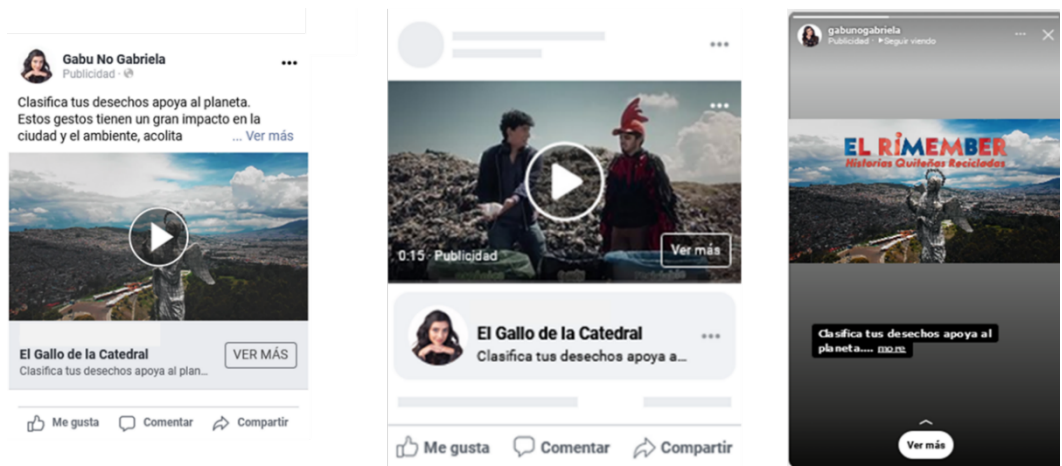 Gabu No Gabriela
Publicidad ·
Clasifica tus desechos apoya al planeta.
Estos gestos tienen un gran impacto en la
ciudad y el ambiente, acolita ... Ver más
El Gallo de la Catedral
Clasifica tus desechos apoya al plan...
VER MÁS
Me gusta Comentar Compartir
0:15 · Publicidad
Ver más
El Gallo de la Catedral
Clasifica tus desechos apoya a...
Me gusta Comentar Compartir
gabunogabriela
Publicidad · Seguir viendo
EL RIMEMBER
Historias Quiteñas Recicladas
Clasifica tus desechos apoya al
planeta.... more
Ver más